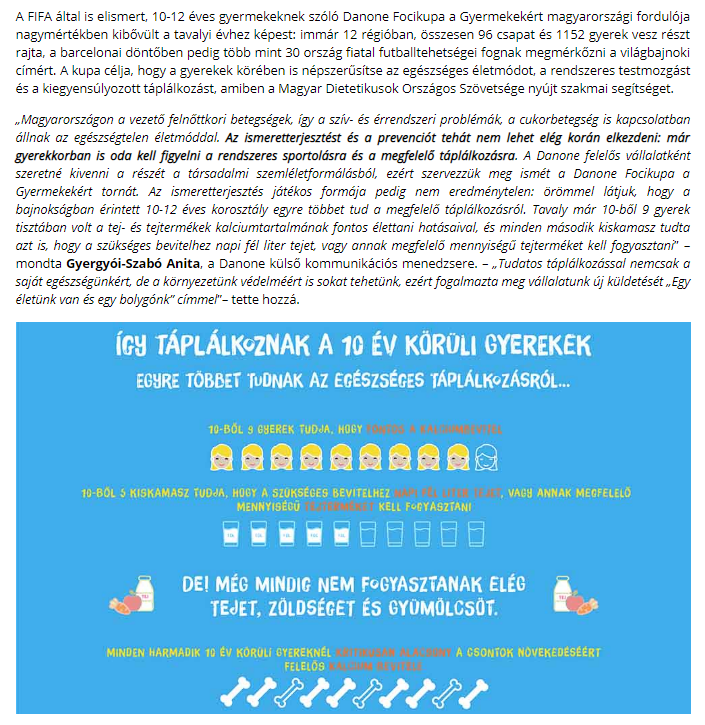 A FIFA által is elismert, 10-12 éves gyermekeknek szóló Danone Focikupa a Gyermekekért magyarországi fordulója
nagymértékben kibővült a tavalyi évhez képest: immár 12 régióban, összesen 96 csapat és 1152 gyerek vesz részt
rajta, a barcelonai döntőben pedig több mint 30 ország fiatal futballtehetségei fognak megmérkőzni a világbajnoki
címért. A kupa célja, hogy a gyerekek körében is népszerűsítse az egészséges életmódot, a rendszeres testmozgást
és a kiegyensúlyozott táplálkozást, amiben a Magyar Dietetikusok Országos Szövetsége nyújt szakmai segítséget.
„Magyarországon a vezető felnőttkori betegségek, így a szív- és érrendszeri problémák, a cukorbetegség is kapcsolatban
állnak az egészségtelen életmóddal. Az ismeretterjesztést és a prevenciót tehát nem lehet elég korán elkezdeni: már
gyerekkorban is oda kell figyelni a rendszeres sportolásra és a megfelelő táplálkozásra. A Danone felelős vállalatként
szeretné kivenni a részét a társadalmi szemléletformálásból, ezért szervezzük meg ismét a Danone Focikupa a
Gyermekekért tornát. Az ismeretterjesztés játékos formája pedig nem eredménytelen: örömmel látjuk, hogy a
bajnokságban érintett 10-12 éves korosztály egyre többet tud a megfelelő táplálkozásról. Tavaly már 10-ből 9 gyerek
tisztában volt a tej- és tejtermékek kalciumtartalmának fontos élettani hatásaival, és minden második kiskamasz tudta
azt is, hogy a szükséges bevitelhez napi fél liter tejet, vagy annak megfelelő mennyiségű tejterméket kell fogyasztani” –
mondta Gyergyói-Szabó Anita, a Danone külső kommunikációs menedzsere. – „Tudatos táplálkozással nemcsak a
saját egészségünkért, de a környezetünk védelméért is sokat tehetünk, ezért fogalmazta meg vállalatunk új küldetését „Egy
életünk van és egy bolygónk” címmel”– tette hozzá.
ÍGY TÁPLÁLKOZNAK A 10 ÉV KÖRÜLI GYEREKEK
EGYRE TÖBBET TUDNAK AZ EGÉSZSÉGES TÁPLÁLKOZÁSRÓL...
10-BŐL 9 GYEREK TUDJA, HOGY FONTOS A KALCIUMBEVITEL
10-BŐL 5 KISKAMASZ TUDJA, HOGY A SZÜKSÉGES BEVITELHEZ NAPI FÉL LITER TEJET, VAGY ANNAK MEGFELELŐ
MENNYISÉGŰ TEJTERMÉKET KELL FOGYASZTANI
DE! MÉG MINDIG NEM FOGYASZTANAK ELÉG
TEJET, ZÖLDSÉGET ÉS GYÜMÖLCSÖT.
MINDEN HARMADIK 10 ÉV KÖRÜLI GYEREKNÉL A CSONTOK NÖVEKEDÉSÉÉRT
FELELŐS KALCIUM BEVITELE